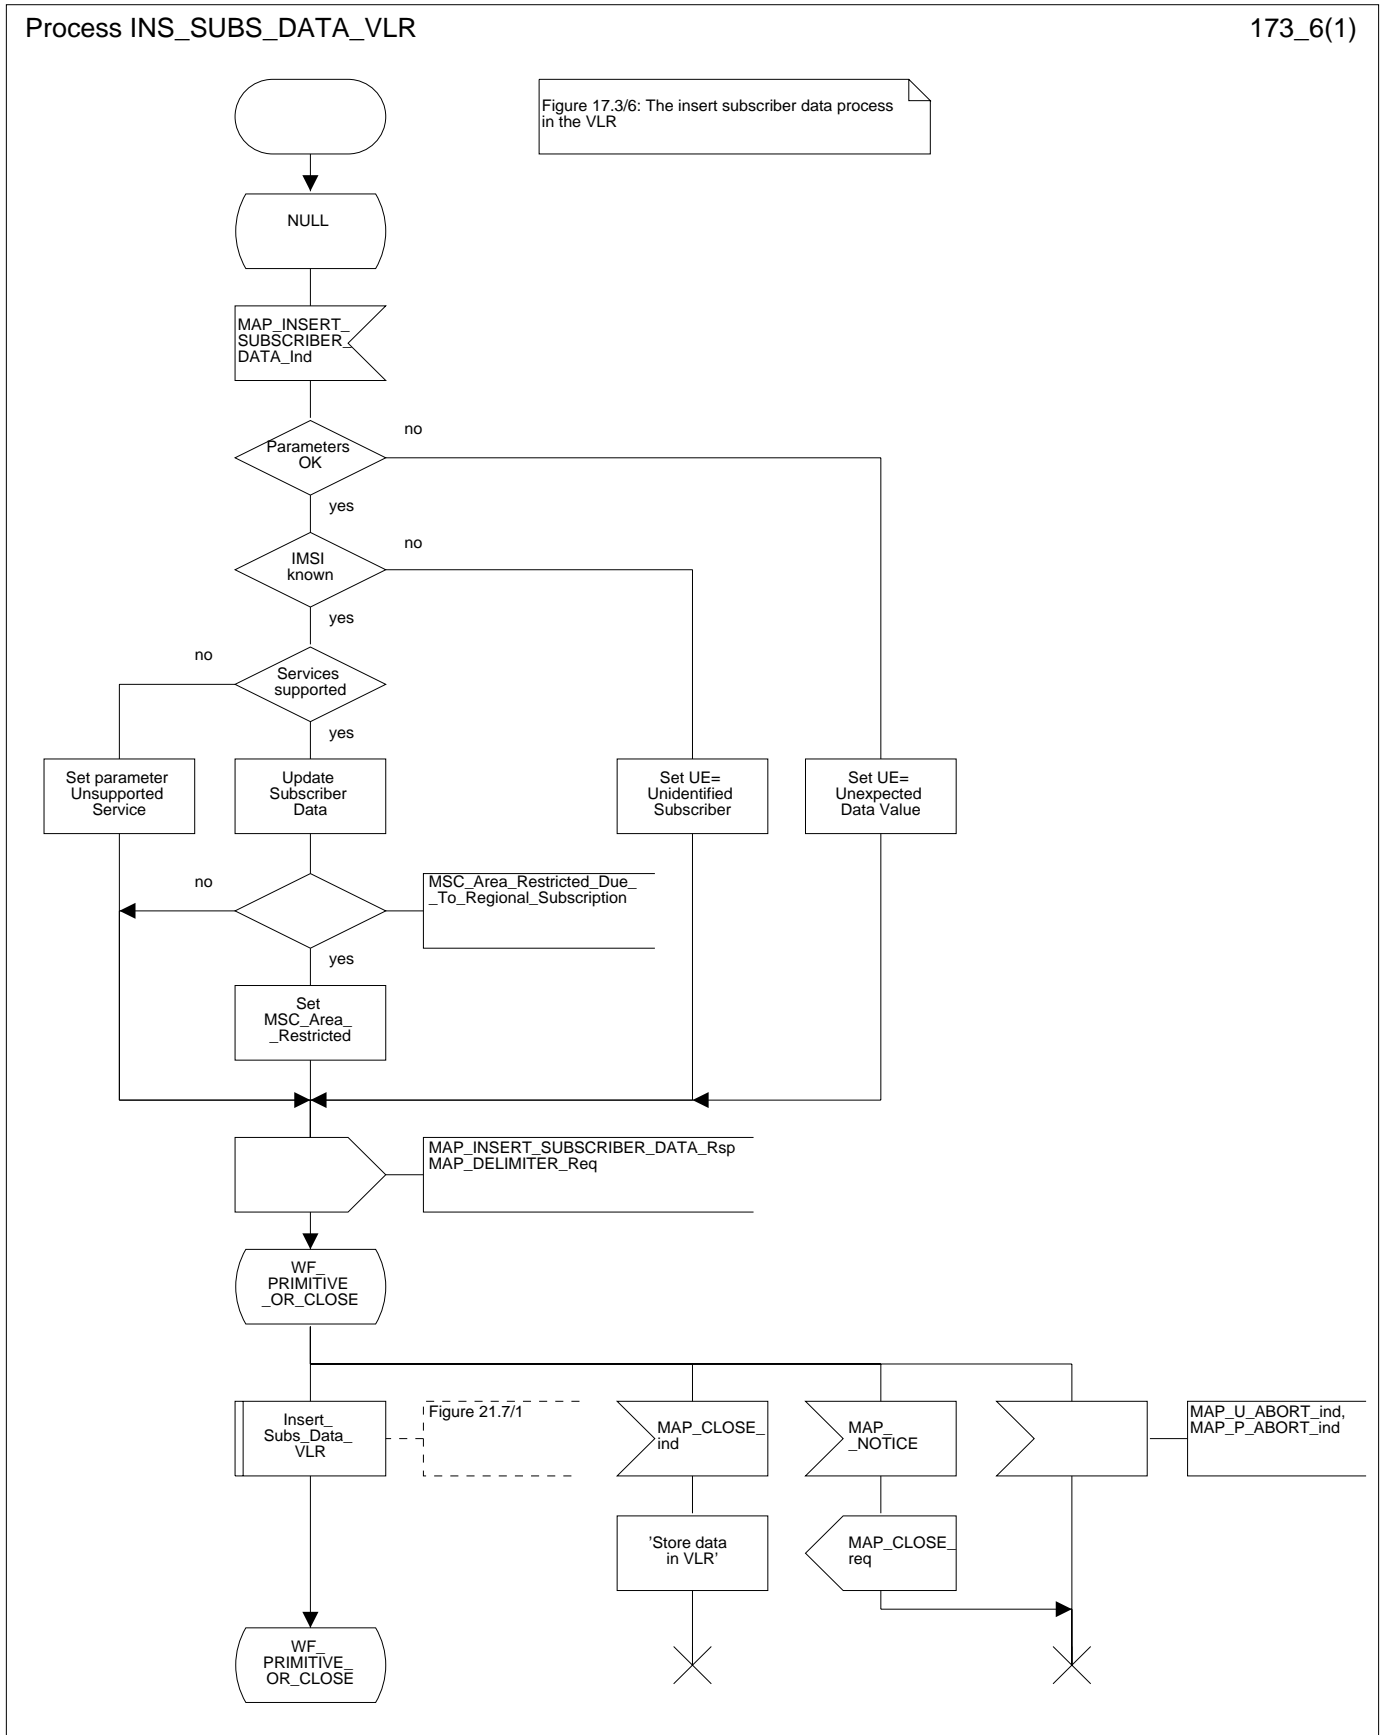 Process INS_SUBS_DATA_VLR
173_6(1)
Figure 17.3/6: The insert subscriber data process
in the VLR
NULL
MAP_INSERT_
SUBSCRIBER_
DATA_Ind
Parameters
OK
no
yes
IMSI
known
no
yes
Services
supported
no
yes
Set parameter
Unsupported
Service
Update
Subscriber
Data
Set UE=
Unidentified
Subscriber
Set UE=
Unexpected
Data Value
no
MSC_Area_Restricted_Due_
_To_Regional_Subscription
yes
Set
MSC_Area_
_Restricted
MAP_INSERT_SUBSCRIBER_DATA_Rsp
MAP_DELIMITER_Req
WF_
PRIMITIVE
_OR_CLOSE
Insert_
Subs_Data_
VLR
Figure 21.7/1
MAP_CLOSE_
ind
MAP_
_NOTICE
MAP_U_ABORT_ind,
MAP_P_ABORT_ind
'Store data
in VLR'
MAP_CLOSE_
req
WF_
PRIMITIVE_
OR_CLOSE